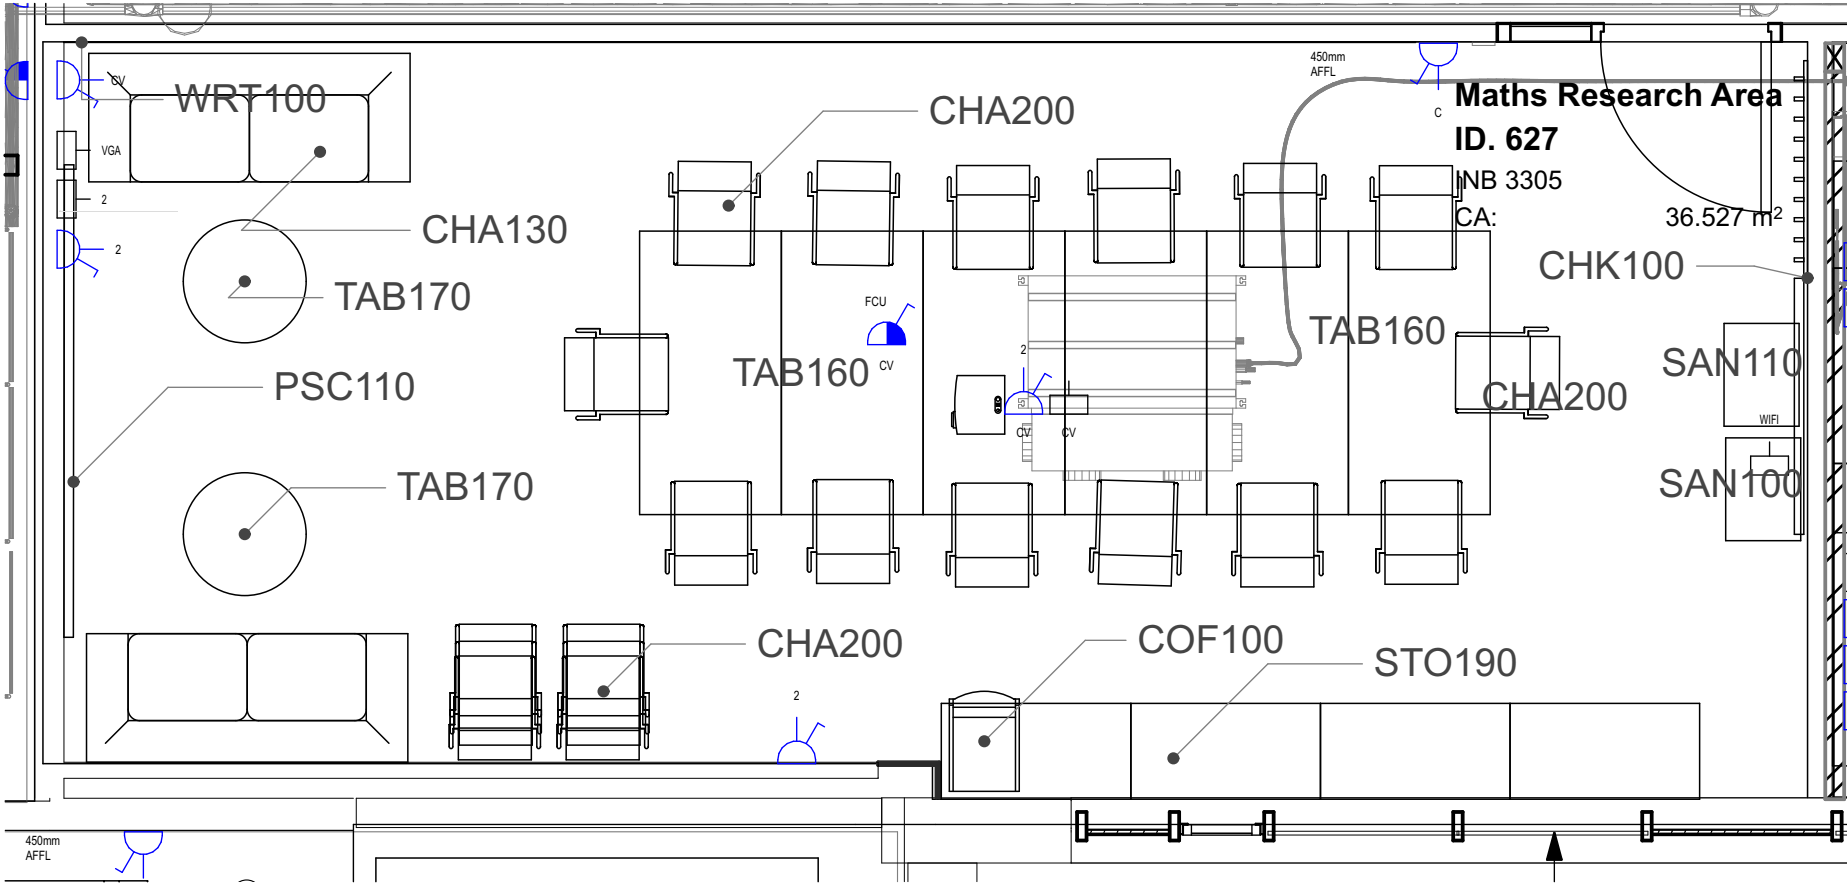 450mm
AFFL
C
Maths Research Area
ID. 627
INB 3305
CA: 36.527 m²
CV
WRT100
VGA
2
2
CHA200
CHA130
TAB170
CHK100
FCU
CV
TAB160
2
CV
CV
TAB160
CHA200
SAN110
WIFI
SAN100
PSC110
TAB170
CHA200
2
COF100
STO190
450mm
AFFL